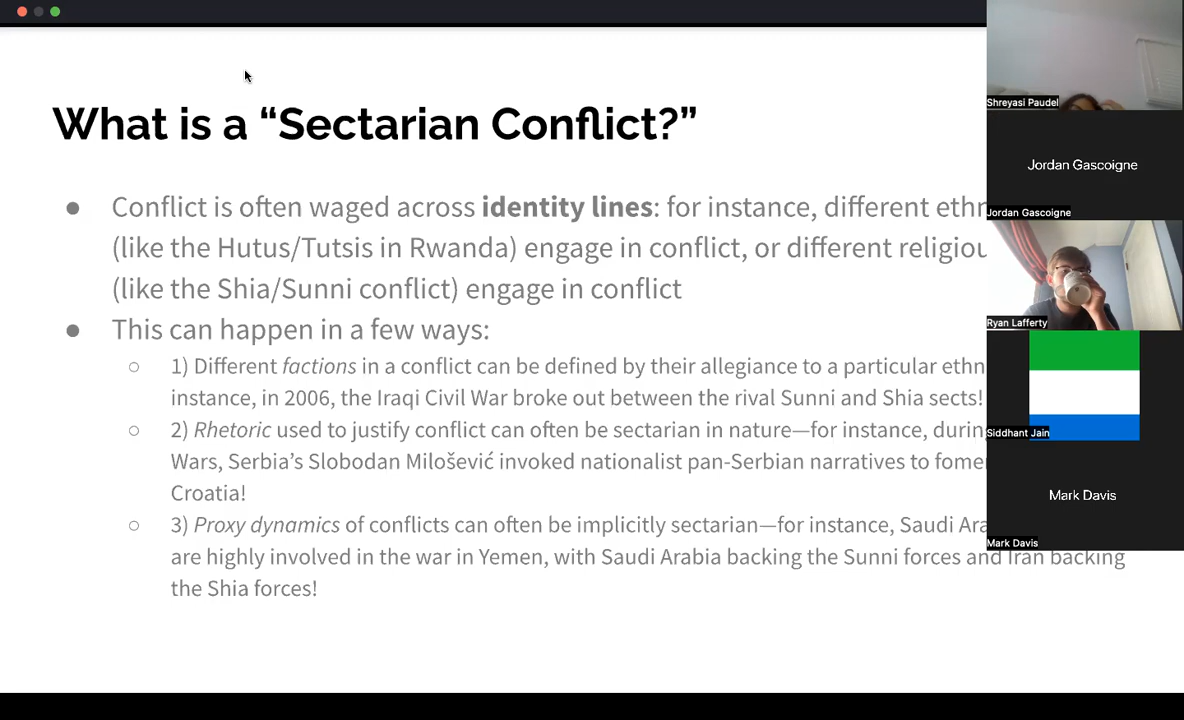 What is a “Sectarian Conflict?”
● Conflict is often waged across identity lines: for instance, different ethn
(like the Hutus/Tutsis in Rwanda) engage in conflict, or different religiou
(like the Shia/Sunni conflict) engage in conflict
● This can happen in a few ways:
○ 1) Different factions in a conflict can be defined by their allegiance to a particular ethn
instance, in 2006, the Iraqi Civil War broke out between the rival Sunni and Shia sects!
○ 2) Rhetoric used to justify conflict can often be sectarian in nature—for instance, durin
Wars, Serbia’s Slobodan Milošević invoked nationalist pan-Serbian narratives to fome
Croatia!
○ 3) Proxy dynamics of conflicts can often be implicitly sectarian—for instance, Saudi Ara
are highly involved in the war in Yemen, with Saudi Arabia backing the Sunni forces and Iran backing
the Shia forces!
Shreyasi Paudel
Jordan Gascoigne
Jordan Gascoigne
Ryan Lafferty
Siddhant Jain
Mark Davis
Mark Davis